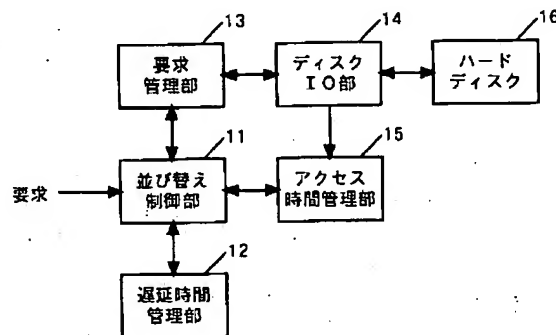 13
要求
管理部
14
ディスク
IO部
16
ハード
ディスク
要求
11
並び替え
制御部
15
アクセス
時間管理部
12
遅延時間
管理部